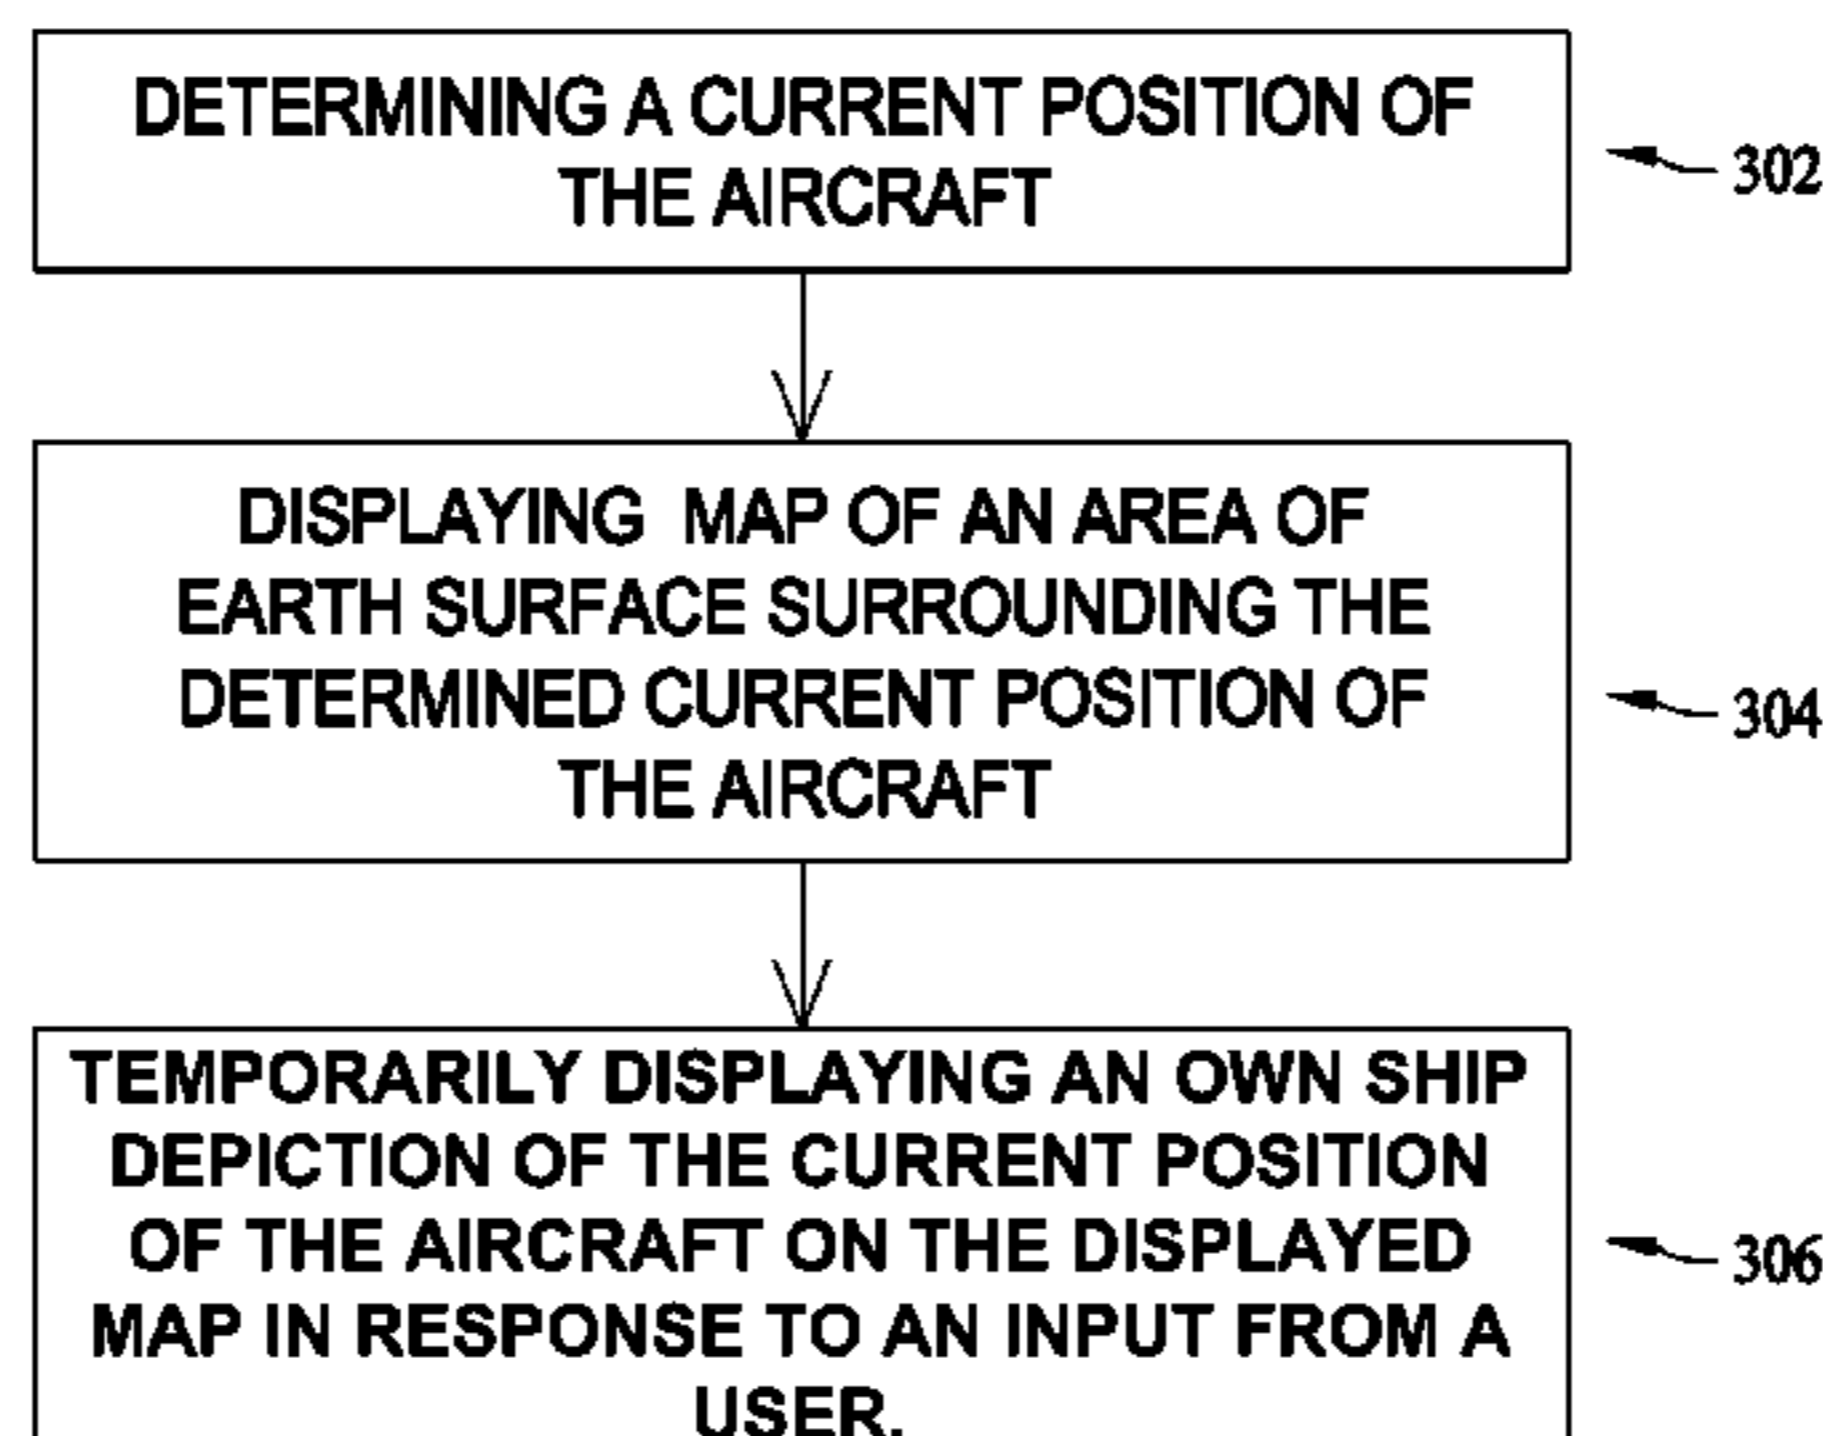 DETERMINING A CURRENT POSITION OF
THE AIRCRAFT
302
DISPLAYING MAP OF AN AREA OF
EARTH SURFACE SURROUNDING THE
DETERMINED CURRENT POSITION OF
THE AIRCRAFT
304
TEMPORARILY DISPLAYING AN OWN SHIP
DEPICTION OF THE CURRENT POSITION
OF THE AIRCRAFT ON THE DISPLAYED
MAP IN RESPONSE TO AN INPUT FROM A
USER.
306